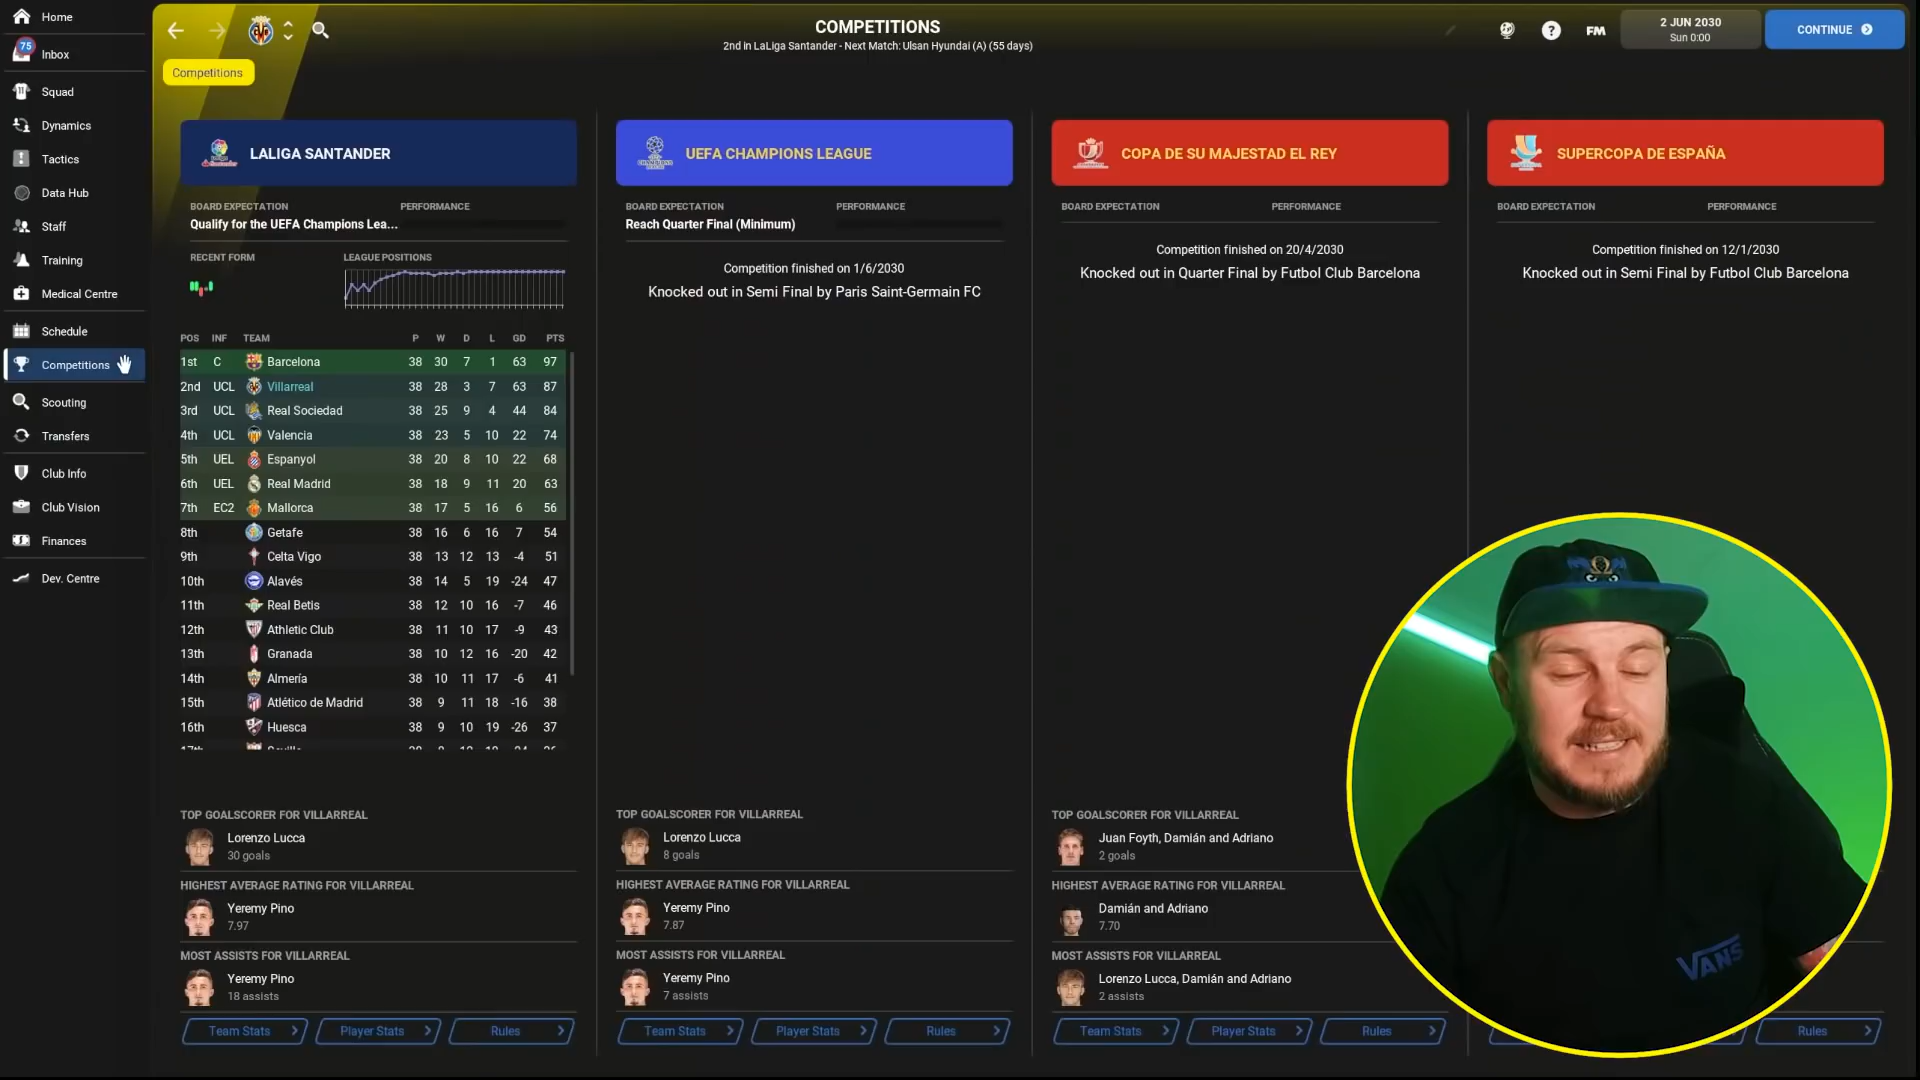 Home
75
Inbox
Squad
Dynamics
Tactics
Data Hub
Staff
Training
Medical Centre
Schedule
Competitions
Scouting
Transfers
Club Info
Club Vision
Finances
Dev. Centre
COMPETITIONS
2nd in LaLiga Santander - Next Match: Ulsan Hyundai (A) (55 days)
FM
2 JUN 2030
Sun 0:00
CONTINUE
Competitions
LALIGA SANTANDER
BOARD EXPECTATION PERFORMANCE
Qualify for the UEFA Champions Lea...
RECENT FORM LEAGUE POSITIONS
POS INF TEAM P W D L GD PTS
1st C Barcelona 38 30 7 1 63 97
2nd UCL Villarreal 38 28 3 7 63 87
3rd UCL Real Sociedad 38 25 9 4 44 84
4th UCL Valencia 38 23 5 10 22 74
5th UEL Espanyol 38 20 8 10 22 68
6th UEL Real Madrid 38 18 9 11 20 63
7th EC2 Mallorca 38 17 5 16 6 56
8th Getafe 38 16 6 16 7 54
9th Celta Vigo 38 13 12 13 -4 51
10th Alavés 38 14 5 19 -24 47
11th Real Betis 38 12 10 16 -7 46
12th Athletic Club 38 11 10 17 -9 43
13th Granada 38 10 12 16 -20 42
14th Almería 38 10 11 17 -6 41
15th Atlético de Madrid 38 9 11 18 -16 38
16th Huesca 38 9 10 19 -26 37
TOP GOALSCORER FOR VILLARREAL
Lorenzo Lucca
30 goals
HIGHEST AVERAGE RATING FOR VILLARREAL
Yeremy Pino
7.97
MOST ASSISTS FOR VILLARREAL
Yeremy Pino
18 assists
Team Stats Player Stats Rules
UEFA CHAMPIONS LEAGUE
BOARD EXPECTATION PERFORMANCE
Reach Quarter Final (Minimum)
Competition finished on 1/6/2030
Knocked out in Semi Final by Paris Saint-Germain FC
TOP GOALSCORER FOR VILLARREAL
Lorenzo Lucca
8 goals
HIGHEST AVERAGE RATING FOR VILLARREAL
Yeremy Pino
7.87
MOST ASSISTS FOR VILLARREAL
Yeremy Pino
7 assists
Team Stats Player Stats Rules
COPA DE SU MAJESTAD EL REY
BOARD EXPECTATION PERFORMANCE
Competition finished on 20/4/2030
Knocked out in Quarter Final by Futbol Club Barcelona
TOP GOALSCORER FOR VILLARREAL
Juan Foyth, Damián and Adriano
2 goals
HIGHEST AVERAGE RATING FOR VILLARREAL
Damián and Adriano
7.70
MOST ASSISTS FOR VILLARREAL
Lorenzo Lucca, Damián and Adriano
2 assists
Team Stats Player Stats Rules
SUPERCOPA DE ESPAÑA
BOARD EXPECTATION PERFORMANCE
Competition finished on 12/1/2030
Knocked out in Semi Final by Futbol Club Barcelona
VANS
Rules